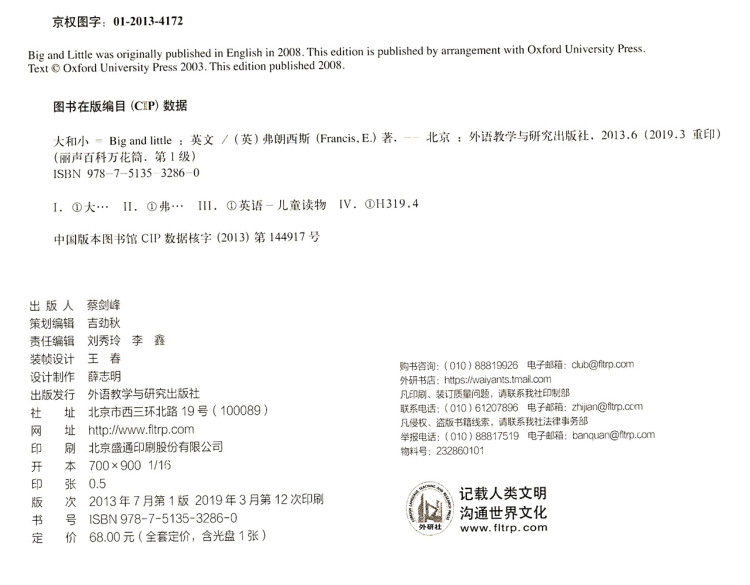 京权图字：01-2013-4172
Big and Little was originally published in English in 2008. This edition is published by arrangement with Oxford University Press.
Text © Oxford University Press 2003. This edition published 2008.
图书在版编目（CIP）数据
大和小 = Big and little ：英文 /（英）弗朗西斯 (Francis,E.) 著. — 北京 ：外语教学与研究出版社，2013.6（2019.3 重印）
（丽声百科万花筒．第 1 级）
ISBN 978-7-5135-3286-0
Ⅰ. ①大… Ⅱ. ①弗… Ⅲ. ①英语－儿童读物 Ⅳ. ①H319.4
中国版本图书馆 CIP 数据核字 (2013) 第 144917 号
出 版 人 蔡剑峰
策划编辑 吉劲秋
责任编辑 刘秀玲 李 鑫
装帧设计 王 春
设计制作 薛志明
出版发行 外语教学与研究出版社
社 址 北京市西三环北路 19 号（100089）
网 址 http://www.fltrp.com
印 刷 北京盛通印刷股份有限公司
开 本 700×900 1/16
印 张 0.5
版 次 2013 年 7 月第 1 版 2019 年 3 月第 12 次印刷
书 号 ISBN 978-7-5135-3286-0
定 价 68.00 元（全套定价，含光盘 1 张）
购书咨询：（010）88819926 电子邮箱：club@fltrp.com
外研书店：https://waiyants.tmall.com
凡印刷、装订质量问题，请联系我社印制部
联系电话：（010）61207896 电子邮箱：zhijian@fltrp.com
凡侵权、盗版书籍线索，请联系我社法律事务部
举报电话：（010）88817519 电子邮箱：banquan@fltrp.com
物料号：232860101
外研社
记载人类文明
沟通世界文化
www.fltrp.com